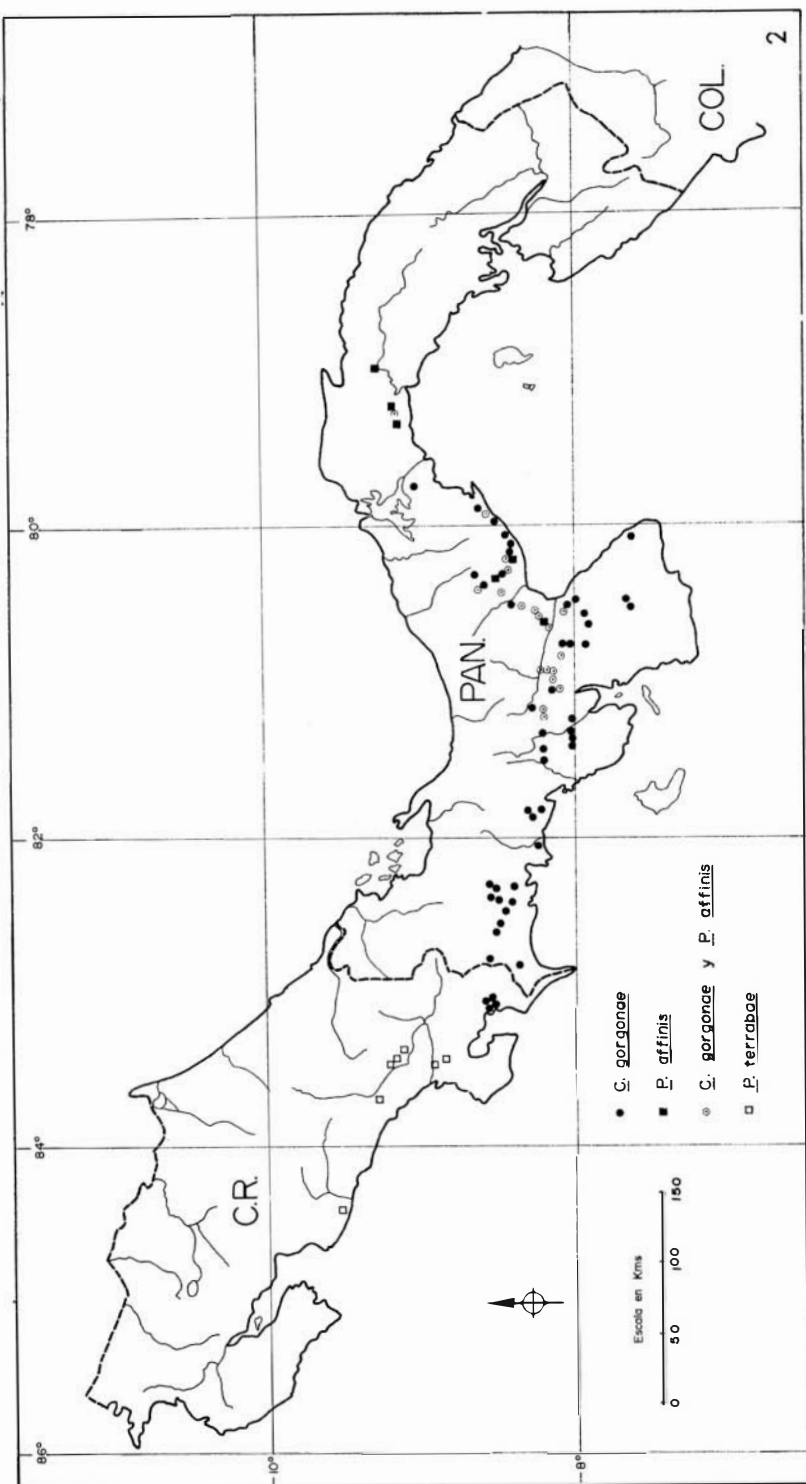 86°
84°
82°
80°
78°
10°
8°
C.R.
PAN.
COL.
Escala en Kms
0 50 100 150
C. gorgonae
P. affinis
C. gorgonae y P. affinis
P. terrabae
2